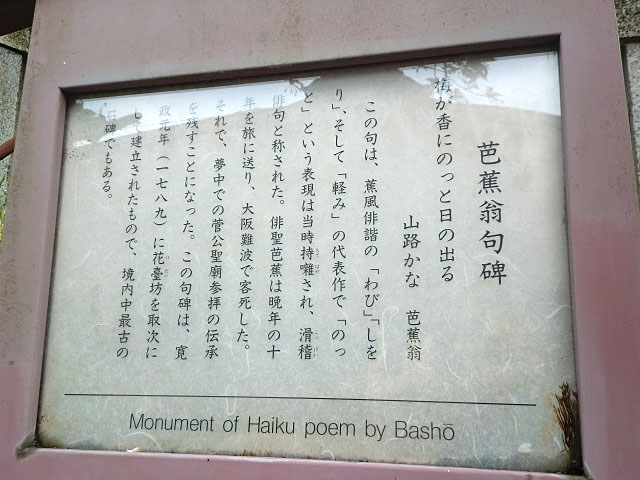 芭蕉翁句碑
梅が香にのっと日の出る
山路かな　芭蕉翁
この句は、蕉風俳諧の「わび」「しを
り」、そして「軽み」の代表作で「のっ
と」という表現は当時持囃され、滑稽
俳句と称された。俳聖芭蕉は晩年の十
年を旅に送り、大阪難波で客死した。
それで、夢中での菅公聖廟参拝の伝承
を残すことになった。この句碑は、寛
政元年（一七八九）に花臺坊を取次に
して建立されたもので、境内中最古の
石碑でもある。
Monument of Haiku poem by Bashō